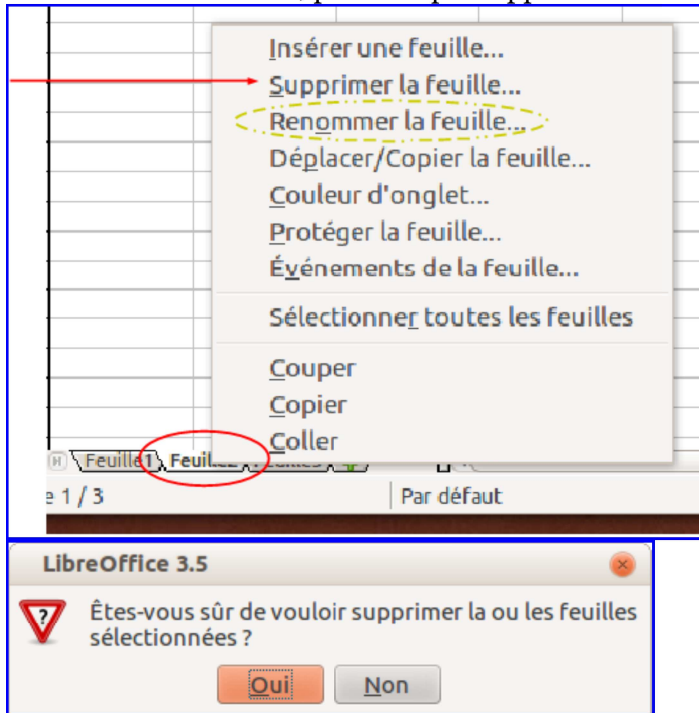 Insérer une feuille...
Supprimer la feuille...
Renommer la feuille...
Déplacer/Copier la feuille...
Couleur d'onglet...
Protéger la feuille...
Événements de la feuille...
Sélectionner toutes les feuilles
Couper
Copier
Coller
Feuille1 Feuille2
e 1 / 3 Par défaut
LibreOffice 3.5
Êtes-vous sûr de vouloir supprimer la ou les feuilles
sélectionnées ?
Oui Non